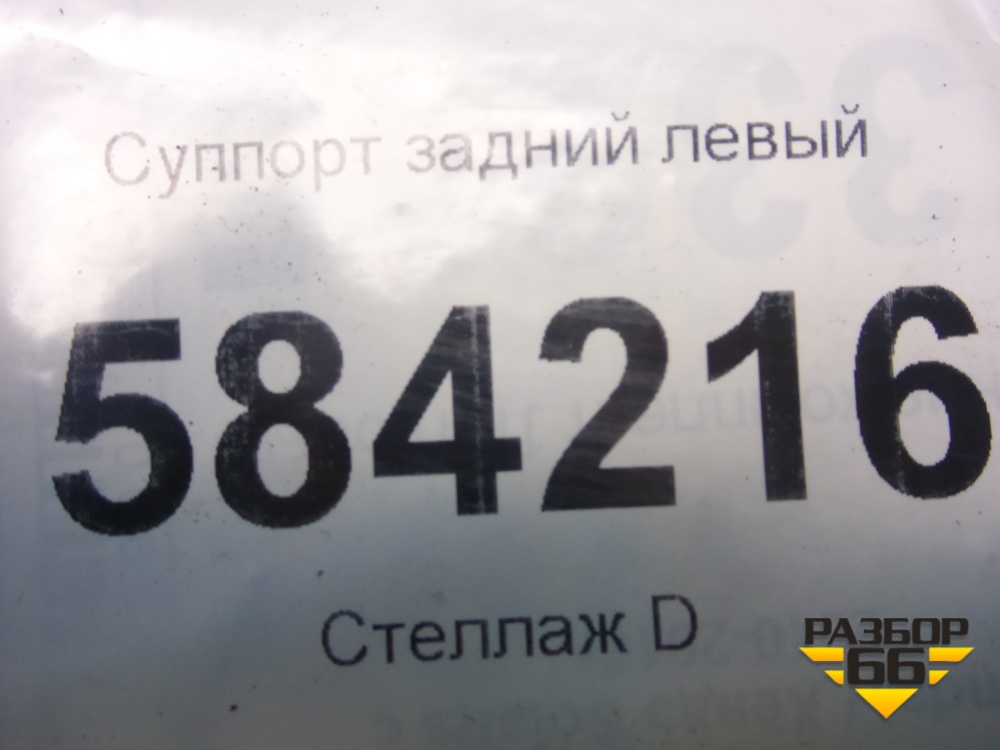 Суппорт задний левый
584216
Стеллаж D
РАЗБОР
66